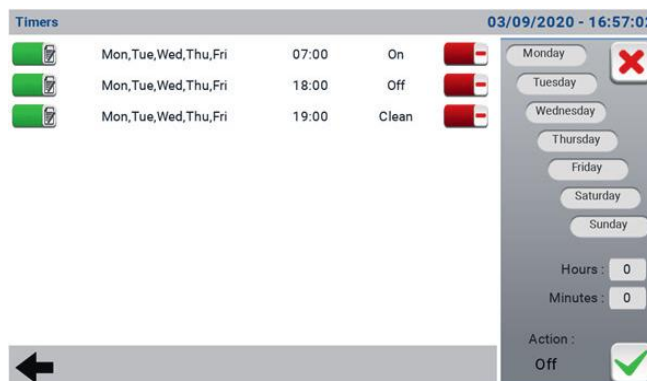 Timers 03/09/2020 - 16:57:02
Mon,Tue,Wed,Thu,Fri 07:00 On
Mon,Tue,Wed,Thu,Fri 18:00 Off
Mon,Tue,Wed,Thu,Fri 19:00 Clean
Monday
Tuesday
Wednesday
Thursday
Friday
Saturday
Sunday
Hours : 0
Minutes : 0
Action :
Off